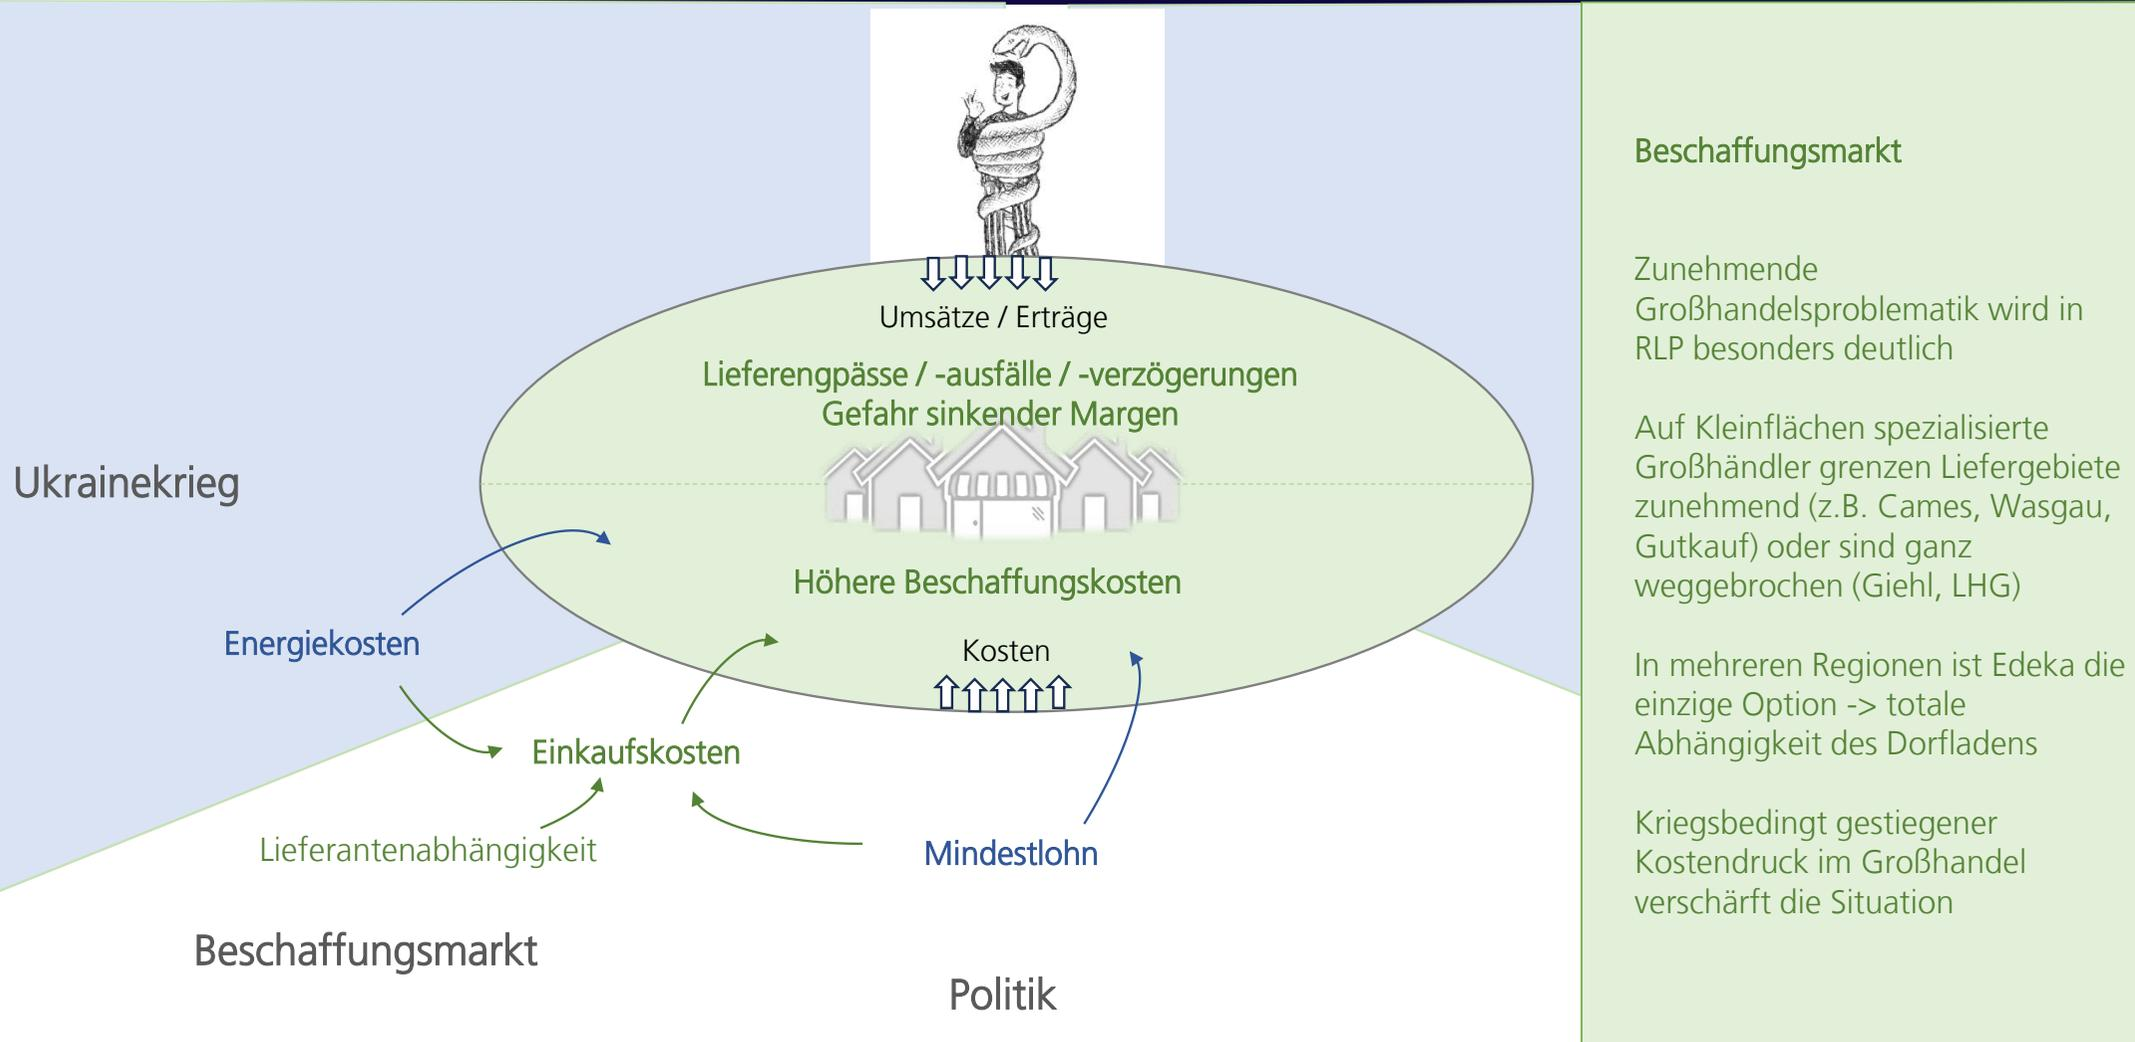 Umsätze / Erträge
Lieferengpässe / -ausfälle / -verzögerungen
Gefahr sinkender Margen
Ukrainekrieg
Höhere Beschaffungskosten
Energiekosten
Kosten
Einkaufskosten
Lieferantenabhängigkeit
Mindestlohn
Beschaffungsmarkt
Politik
Beschaffungsmarkt
Zunehmende
Großhandelsproblematik wird in
RLP besonders deutlich
Auf Kleinflächen spezialisierte
Großhändler grenzen Liefergebiete
zunehmend (z.B. Cames, Wasgau,
Gutkauf) oder sind ganz
weggebrochen (Giehl, LHG)
In mehreren Regionen ist Edeka die
einzige Option -> totale
Abhängigkeit des Dorfladens
Kriegsbedingt gestiegener
Kostendruck im Großhandel
verschärft die Situation